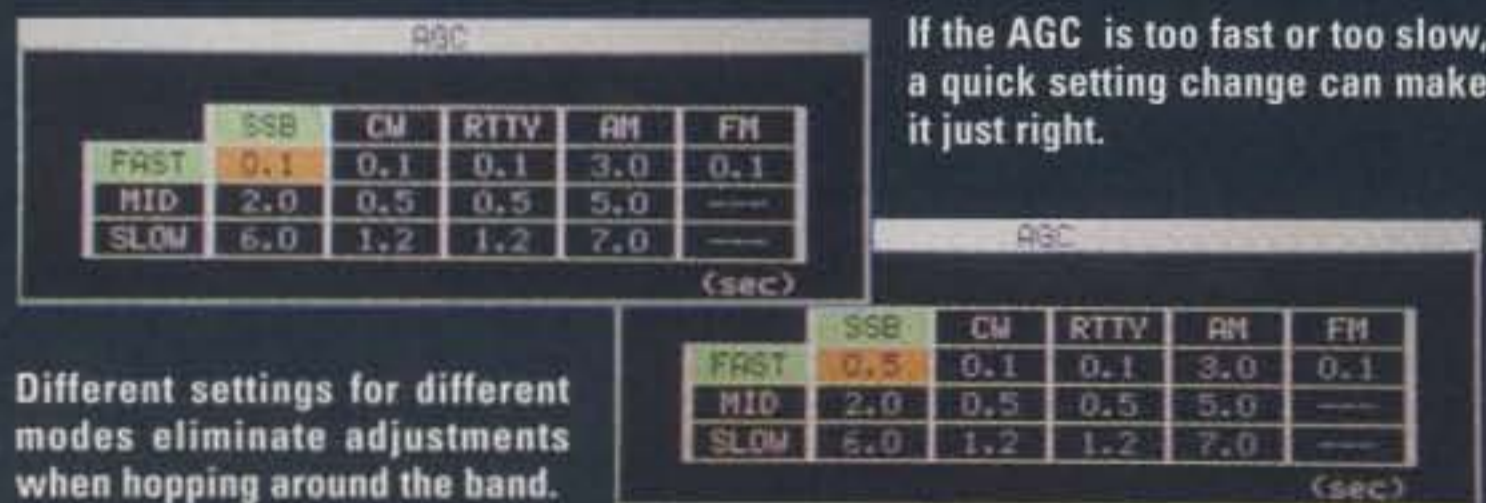 AGC
SSB CW RTTY AM FM
FAST 0.1 0.1 0.1 3.0 0.1
MID 2.0 0.5 0.5 5.0 ----
SLOW 6.0 1.2 1.2 7.0 ----
(sec)
If the AGC is too fast or too slow,
a quick setting change can make
it just right.
Different settings for different
modes eliminate adjustments
when hopping around the band.
AGC
SSB CW RTTY AM FM
FAST 0.5 0.1 0.1 3.0 0.1
MID 2.0 0.5 0.5 5.0 ----
SLOW 6.0 1.2 1.2 7.0 ----
(sec)